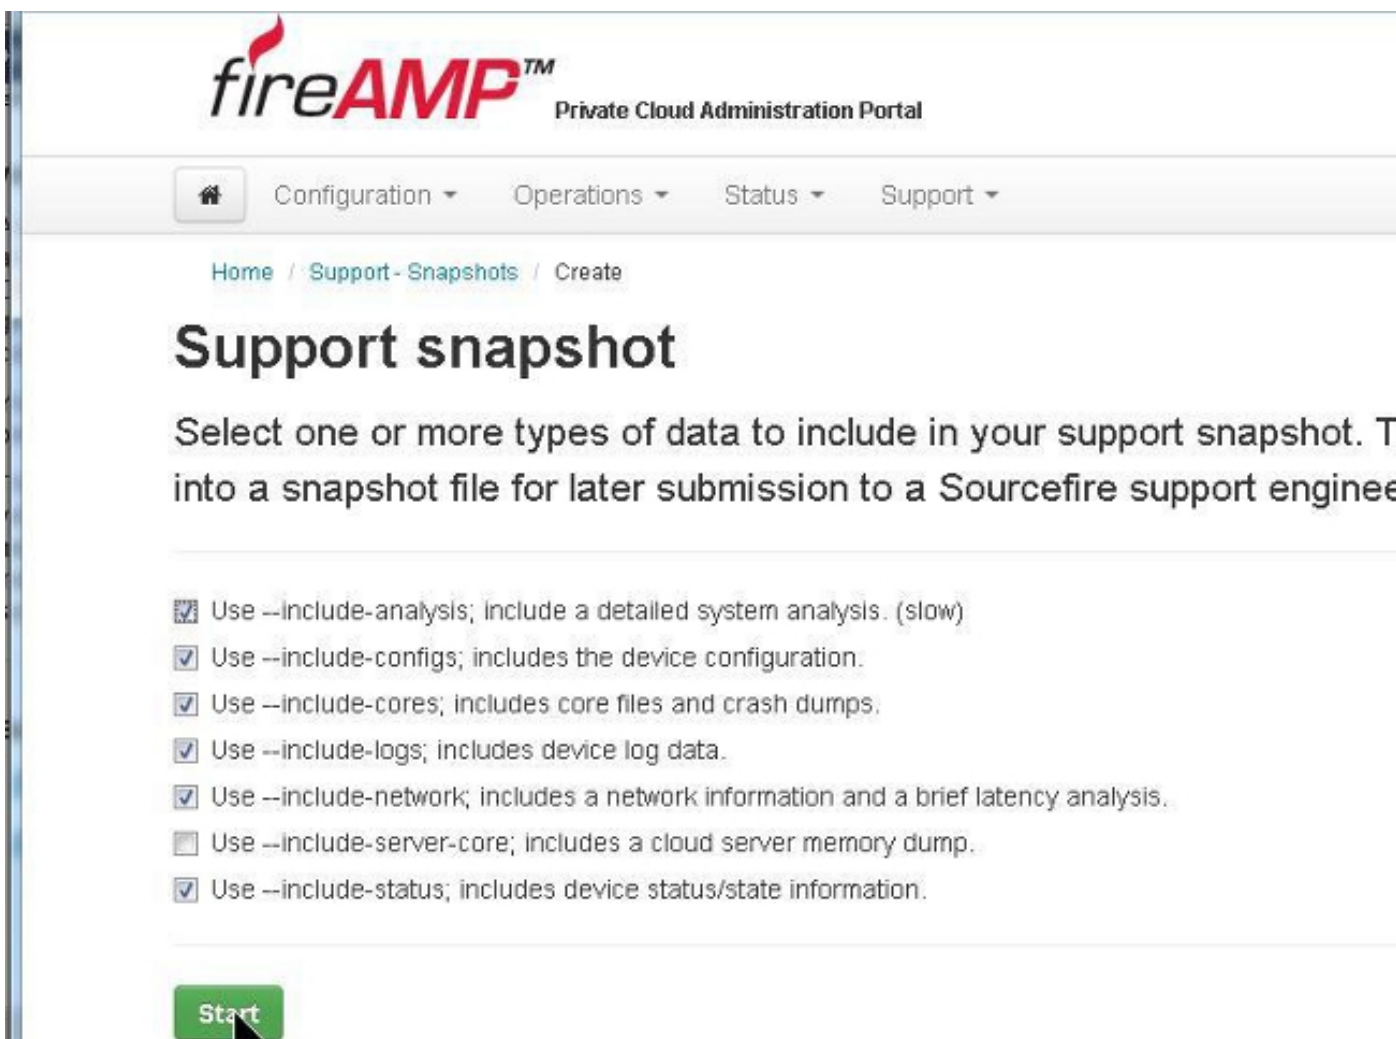 fireAMP™
Private Cloud Administration Portal
Configuration Operations Status Support
Home / Support - Snapshots / Create
Support snapshot
Select one or more types of data to include in your support snapshot. T
into a snapshot file for later submission to a Sourcefire support enginee
Use --include-analysis; include a detailed system analysis. (slow)
Use --include-configs; includes the device configuration.
Use --include-cores; includes core files and crash dumps.
Use --include-logs; includes device log data.
Use --include-network; includes a network information and a brief latency analysis.
Use --include-server-core; includes a cloud server memory dump.
Use --include-status; includes device status/state information.
Start